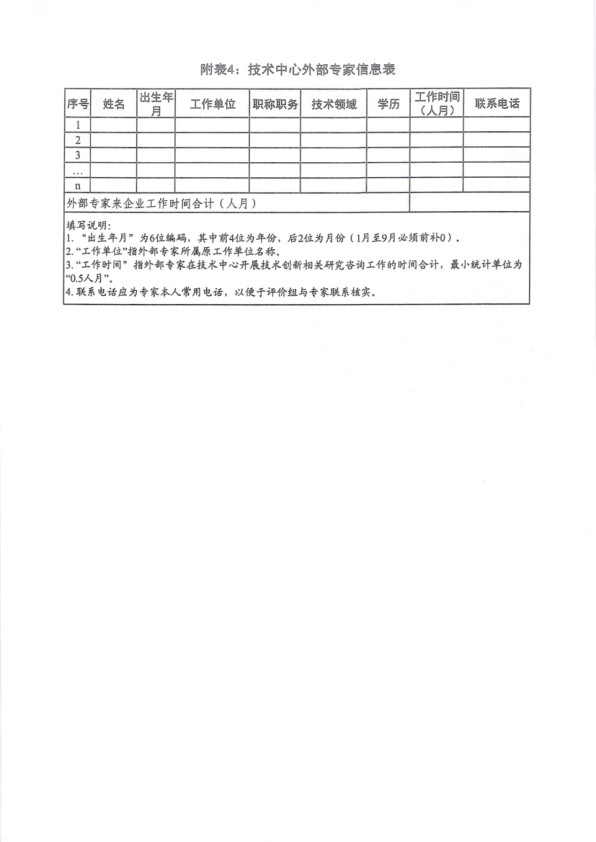 附表4：技术中心外部专家信息表
序号 姓名 出生年月 工作单位 职称职务 技术领域 学历 工作时间（人月） 联系电话
1
2
3
…
n
外部专家来企业工作时间合计（人月）
填写说明：
1. “出生年月”为6位编码，其中前4位为年份，后2位为月份（1月至9月必须前补0）。
2. “工作单位”指外部专家所属原工作单位名称。
3. “工作时间”指外部专家在技术中心开展技术创新相关研究咨询工作的时间合计，最小统计单位为
“0.5人月”。
4. 联系电话应为专家本人常用电话，以便于评价组与专家联系核实。